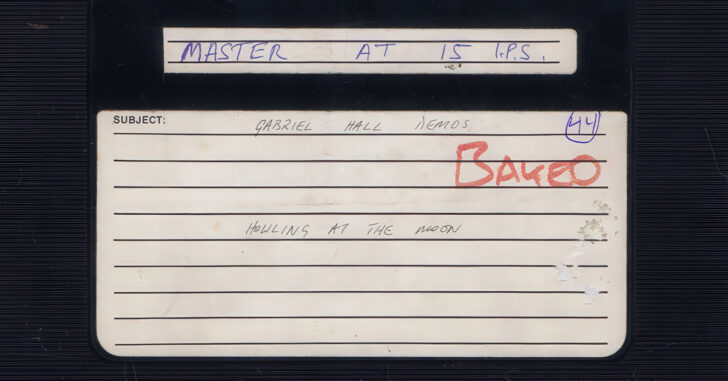 MASTER AT 15 I.P.S.
SUBJECT: GABRIEL HALL DEMOS 44
BAKED
HOWLING AT THE MOON